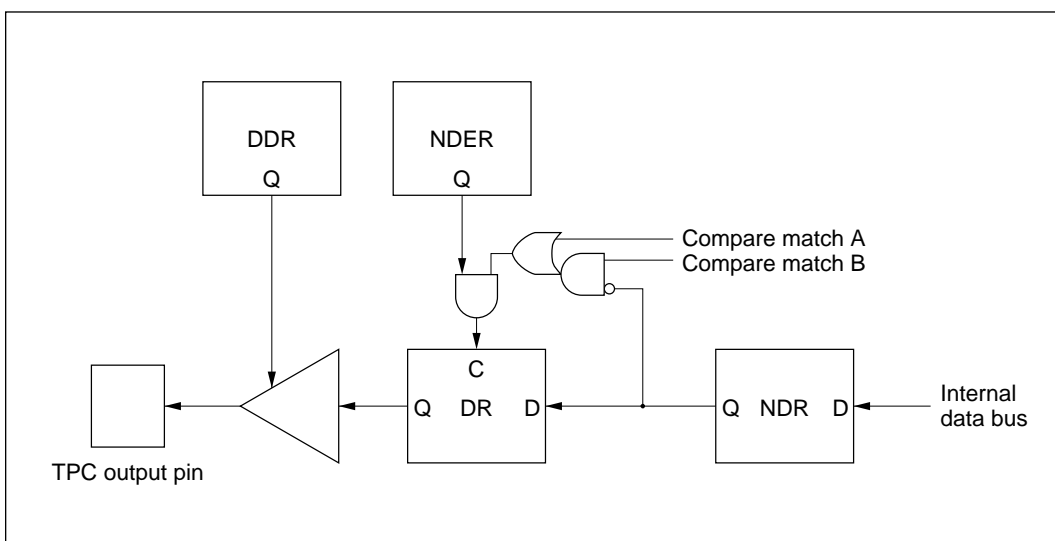 DDR
Q
NDER
Q
Compare match A
Compare match B
C
Q DR D
Q NDR D
Internal
data bus
TPC output pin